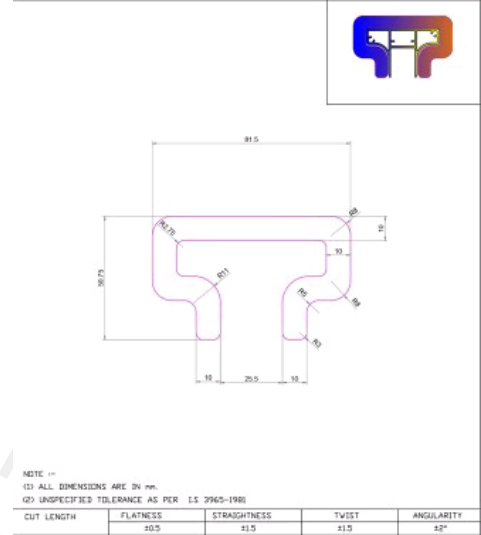 81.5
R8
R2.75
10
10
R11
50.75
R5
R8
R3
10
25.5
10
NOTE :-
(1) ALL DIMENSIONS ARE IN mm.
(2) UNSPECIFIED TOLERANCE AS PER I.S 3965-1981
CUT LENGTH FLATNESS STRAIGHTNESS TWIST ANGULARITY
±0.5 ±1.5 ±1.5 ±2°